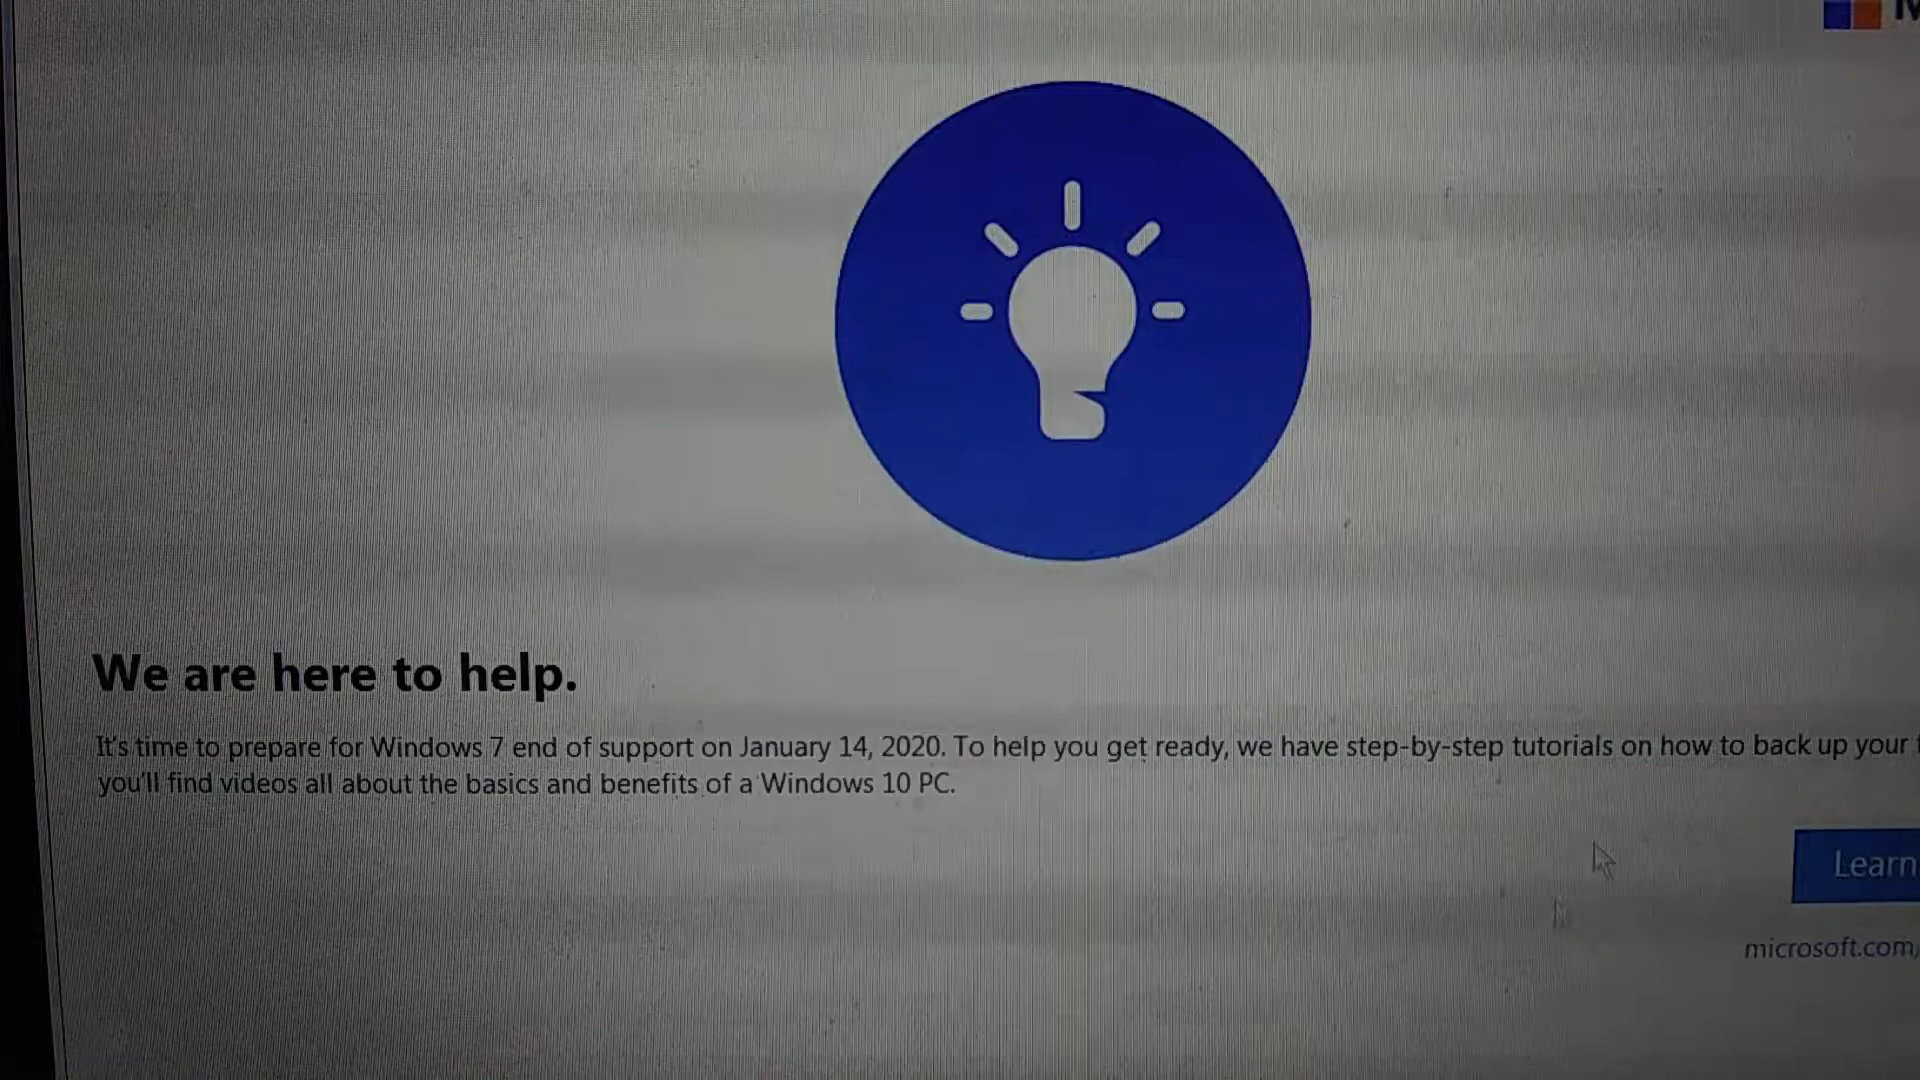 We are here to help.
It's time to prepare for Windows 7 end of support on January 14, 2020. To help you get ready, we have step-by-step tutorials on how to back up your
you'll find videos all about the basics and benefits of a Windows 10 PC.
Learn
microsoft.com/